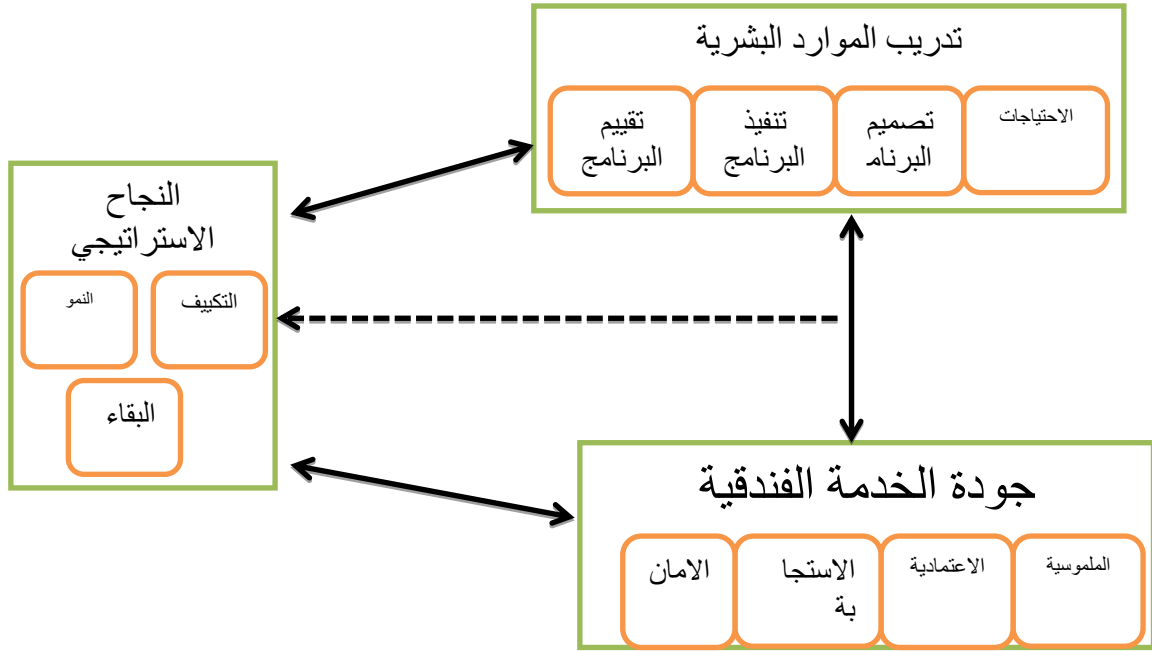 تدريب الموارد البشرية
الاحتياجات
تصميم
البرنام
تنفيذ
البرنامج
تقييم
البرنامج
النجاح
الاستراتيجي
التكييف
النمو
البقاء
جودة الخدمة الفندقية
الملموسية
الاعتمادية
الاستجا
بة
الامان